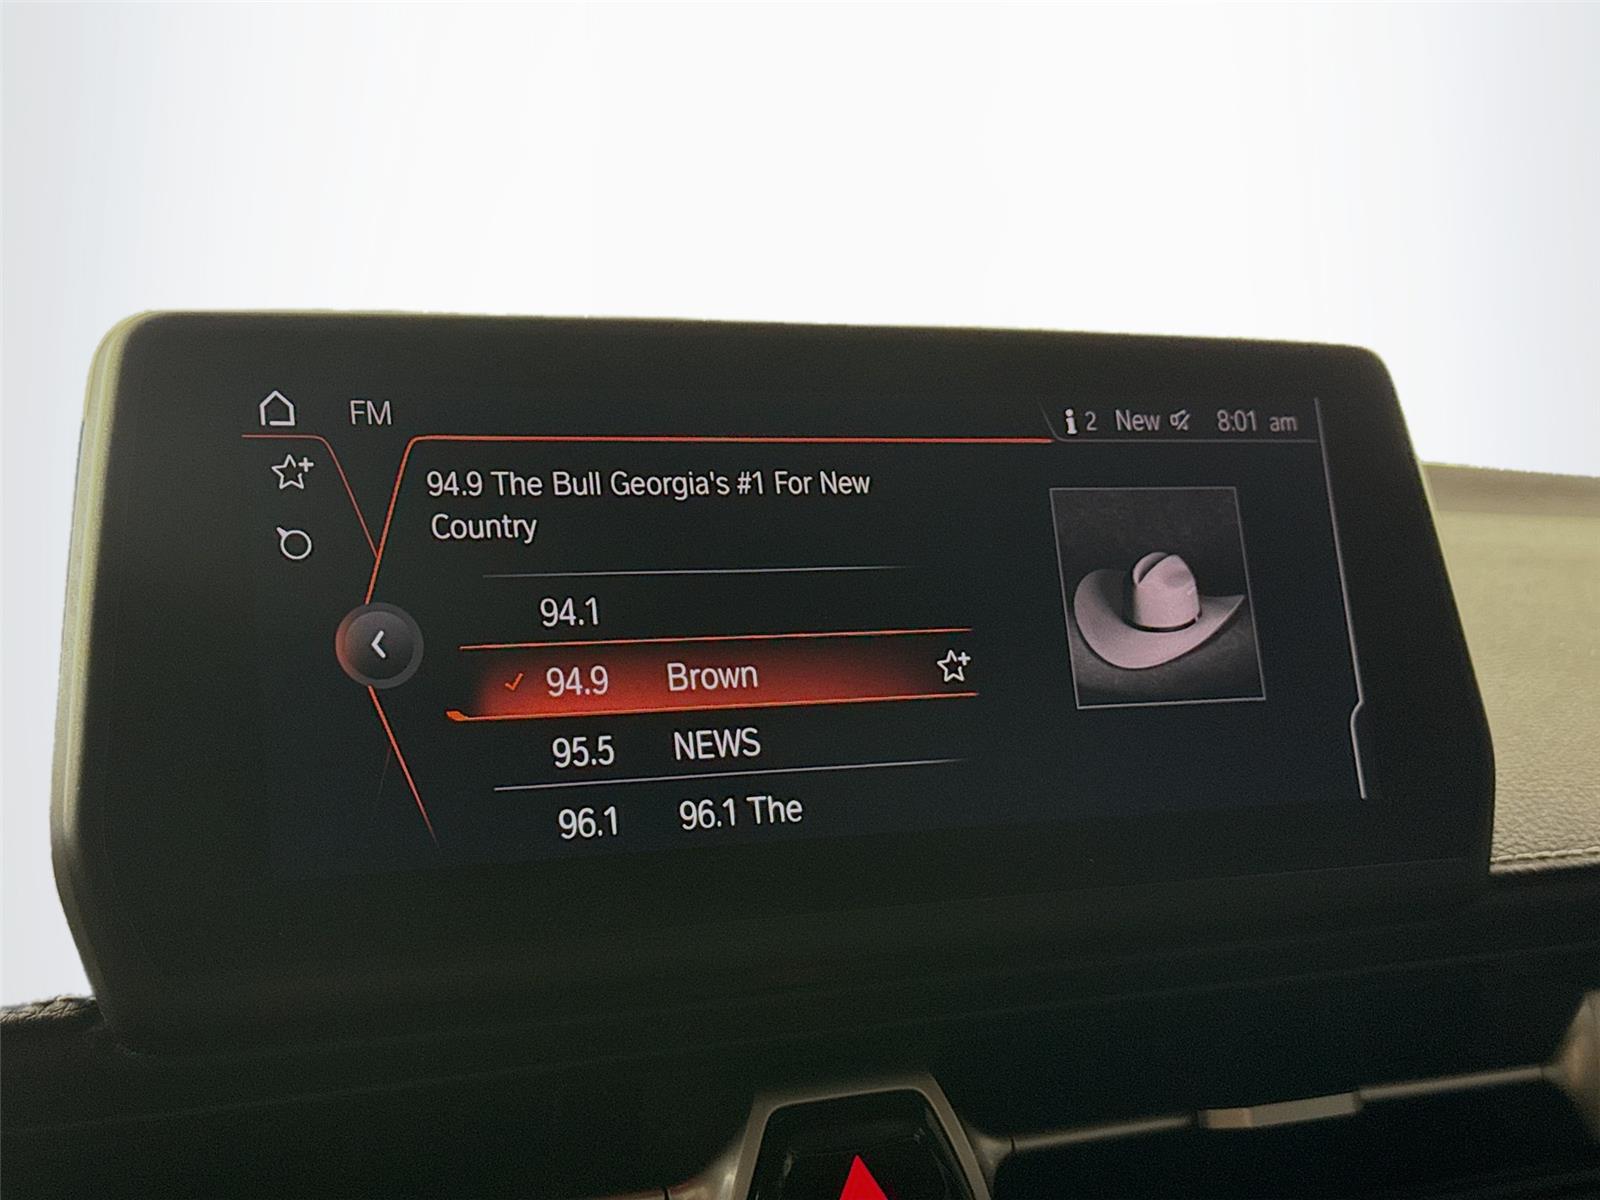 FM
2 New 8:01 am
94.9 The Bull Georgia's #1 For New
Country
94.1
94.9 Brown
95.5 NEWS
96.1 96.1 The